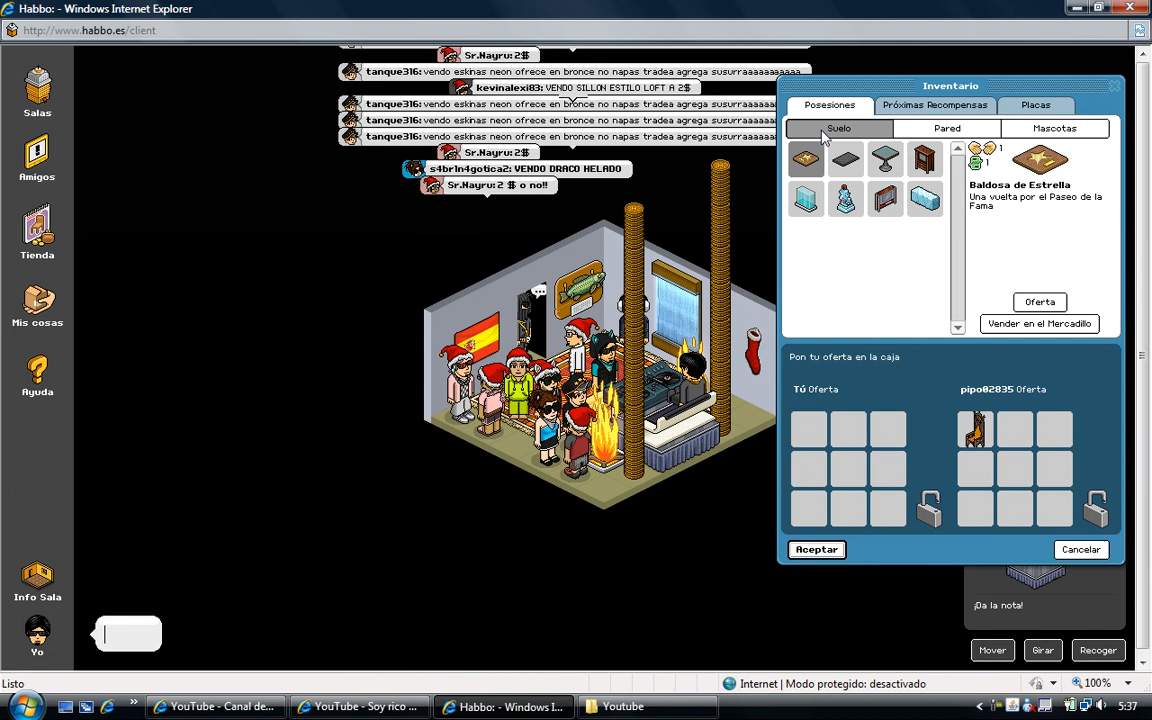 Habbo: - Windows Internet Explorer
http://www.habbo.es/client
Salas
Amigos
Tienda
Mis cosas
Ayuda
Info Sala
Yo
Sr.Nayru: 2$
tanque316: vendo eskinas neon ofrece en bronce no napas tradea agrega susurraaaaaaaaaa
kevinalexi83: VENDO SILLON ESTILO LOFT A 2$
tanque316: vendo eskinas neon ofrece en bronce no napas tradea agrega susurraaaaa
tanque316: vendo eskinas neon ofrece en bronce no napas tradea agrega susurraaaaa
tanque316: vendo eskinas neon ofrece en bronce no napas tradea agrega susurraaaaa
Sr.Nayru: 2$
s4br1n4gotica2: VENDO DRACO HELADO
Sr.Nayru: 2 $ o no!!
Inventario
Posesiones
Próximas Recompensas
Placas
Suelo
Pared
Mascotas
1
1
Baldosa de Estrella
Una vuelta por el Paseo de la
Fama
Oferta
Vender en el Mercadillo
Pon tu oferta en la caja
Tú Oferta
pipo02835 Oferta
Aceptar
Cancelar
¡Da la nota!
Mover
Girar
Recoger
Listo
Internet | Modo protegido: desactivado
100%
YouTube - Canal de...
YouTube - Soy rico ...
Habbo: - Windows I...
Youtube
5:37